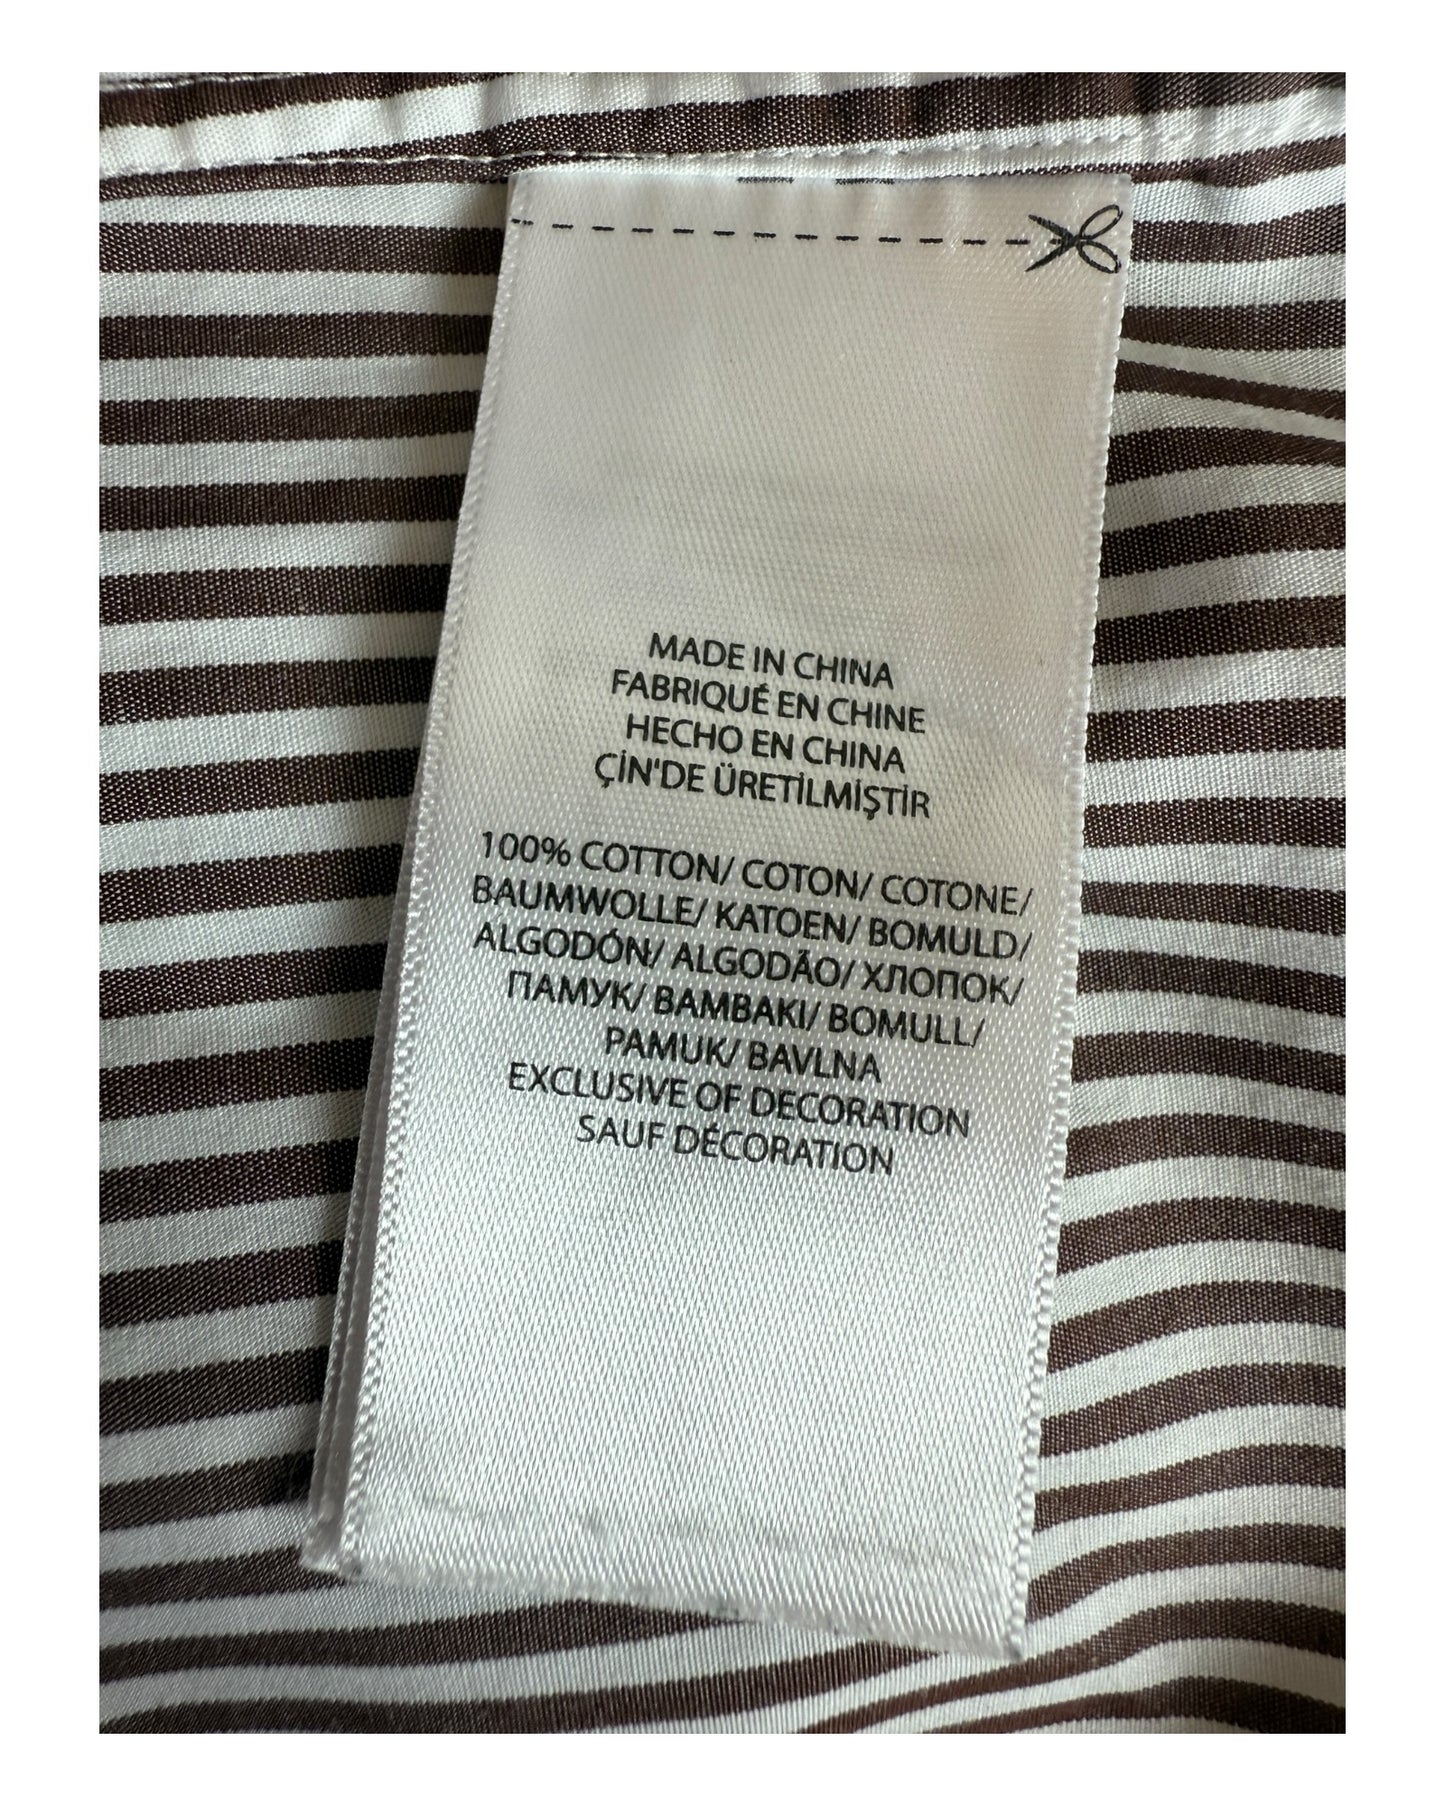 MADE IN CHINA
FABRIQUÉ EN CHINE
HECHO EN CHINA
ÇİN'DE ÜRETİLMİŞTİR
100% COTTON/ COTON/ COTONE/
BAUMWOLLE/ KATOEN/ BOMULD/
ALGODÓN/ ALGODÃO/ ХЛОПОК/
ПАМУК/ BAMBAKI/ BOMULL/
PAMUK/ BAVLNA
EXCLUSIVE OF DECORATION
SAUF DÉCORATION